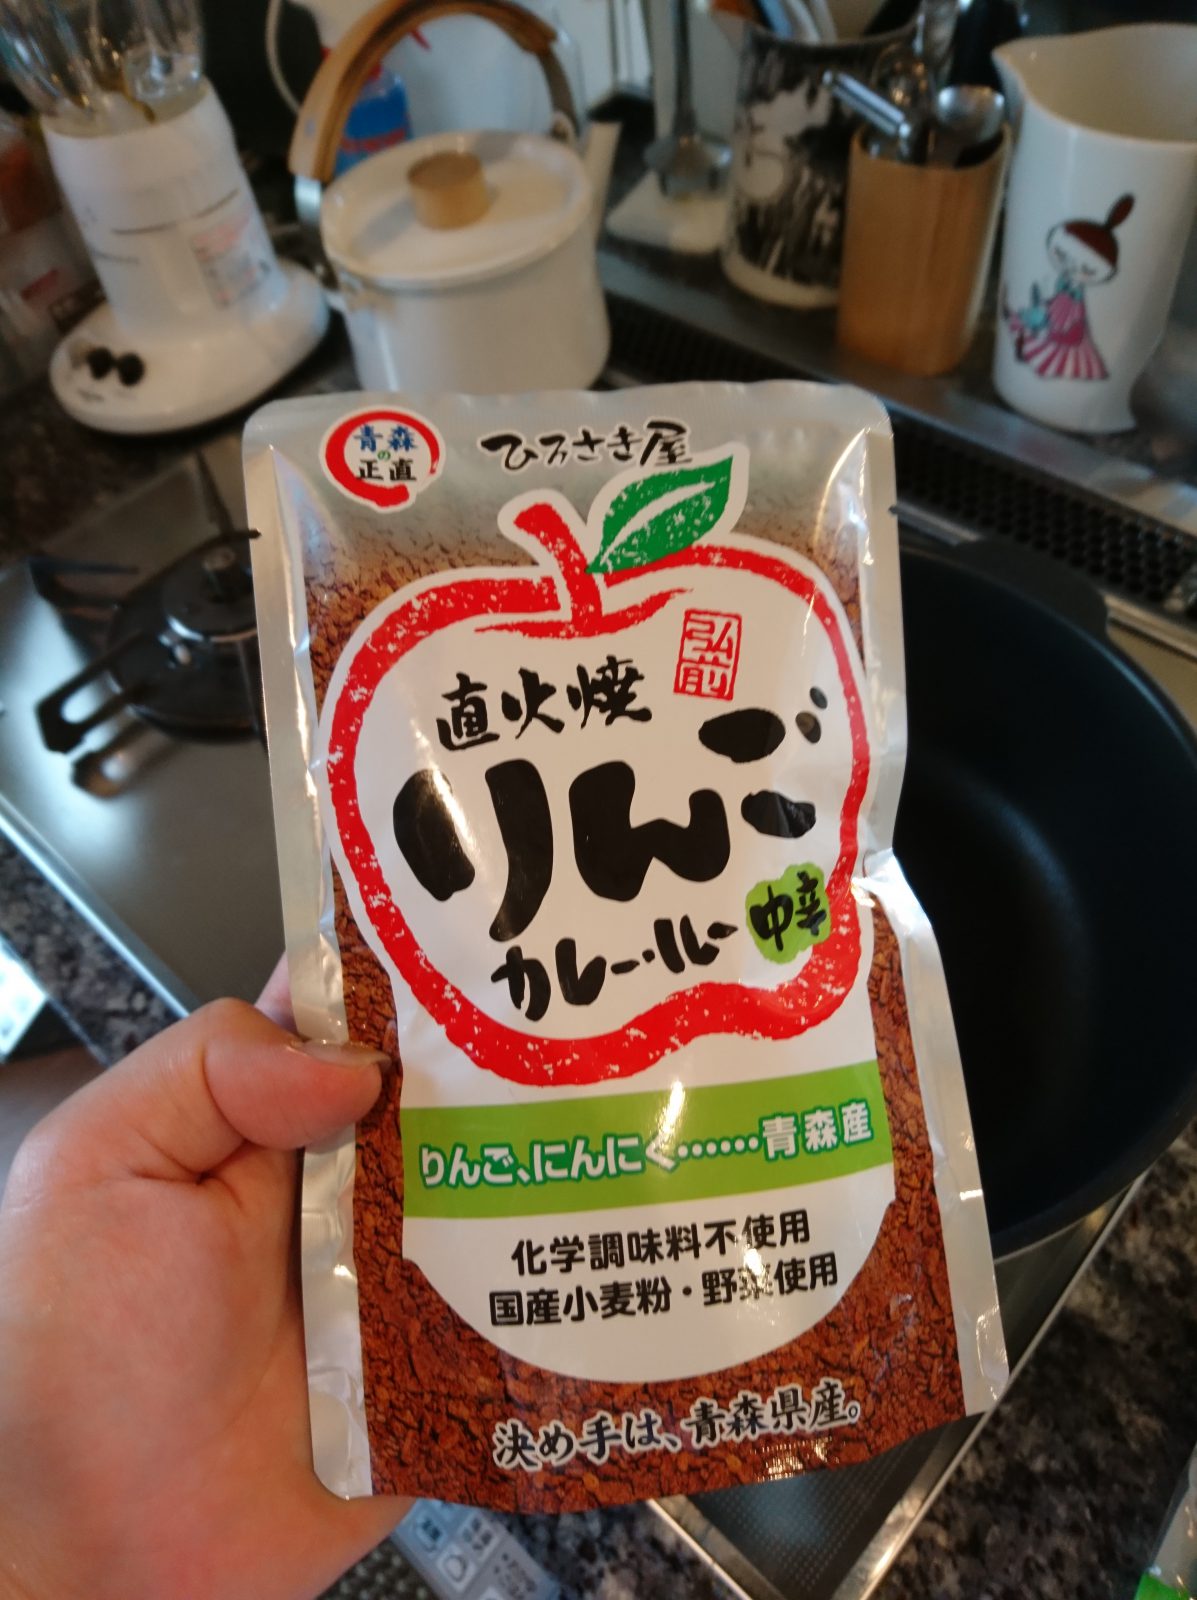 青森
の
正直
ひろさき屋
弘前
直火焼
りんご
カレー・ルー
中辛
りんご、にんにく……青森産
化学調味料不使用
国産小麦粉・野菜使用
決め手は、青森県産。